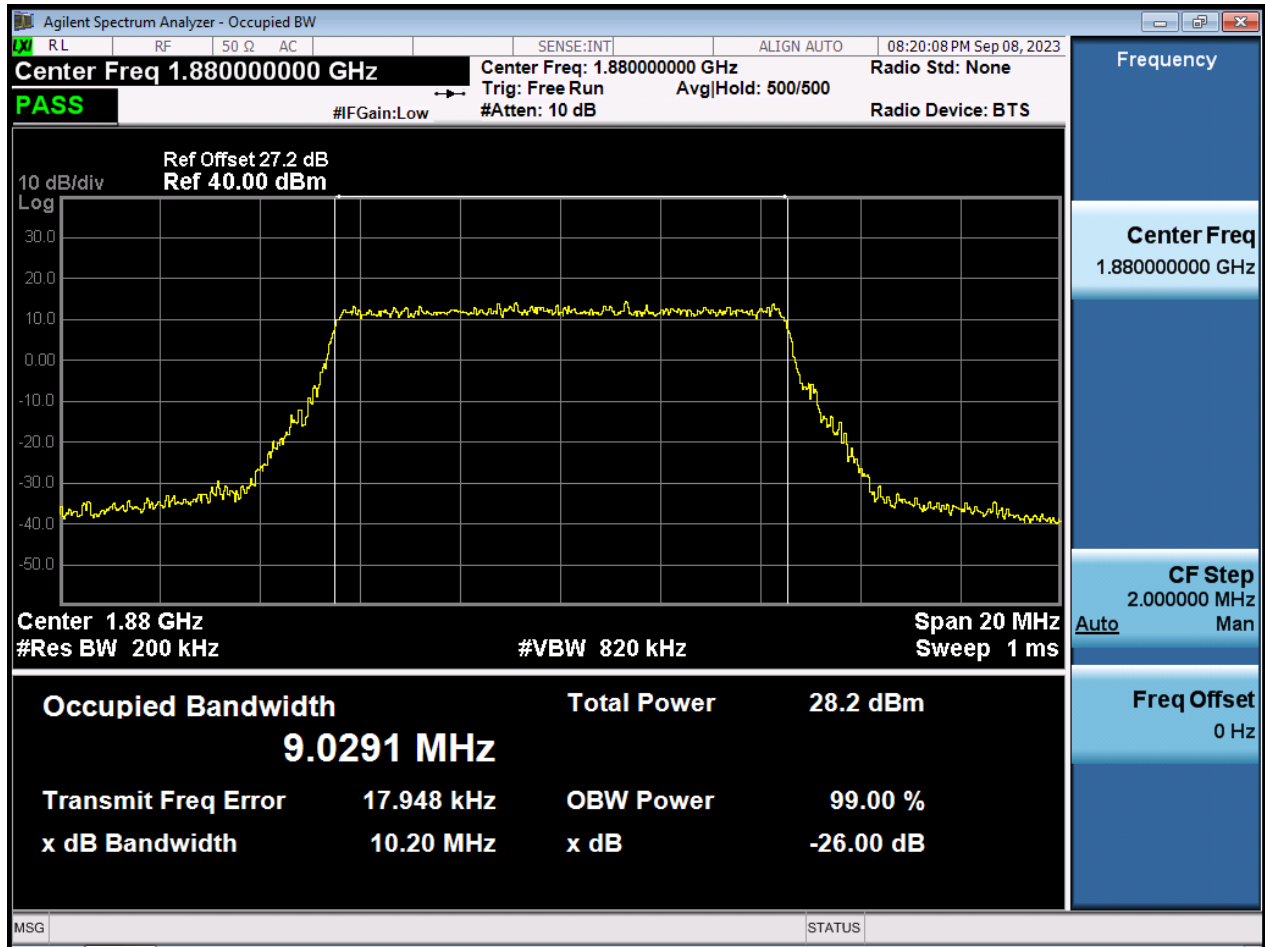 Agilent Spectrum Analyzer - Occupied BW
LXI RL RF 50 Ω AC SENSE:INT ALIGN AUTO 08:20:08 PM Sep 08, 2023
Center Freq 1.880000000 GHz
PASS
#IFGain:Low
Center Freq: 1.880000000 GHz
Trig: Free Run Avg|Hold: 500/500
#Atten: 10 dB
Radio Std: None
Radio Device: BTS
Ref Offset 27.2 dB
10 dB/div Ref 40.00 dBm
Log
30.0
20.0
10.0
0.00
-10.0
-20.0
-30.0
-40.0
-50.0
Center 1.88 GHz Span 20 MHz
#Res BW 200 kHz #VBW 820 kHz Sweep 1 ms
Occupied Bandwidth Total Power 28.2 dBm
9.0291 MHz
Transmit Freq Error 17.948 kHz OBW Power 99.00 %
x dB Bandwidth 10.20 MHz x dB -26.00 dB
MSG STATUS
Frequency
Center Freq
1.880000000 GHz
CF Step
2.000000 MHz
Auto Man
Freq Offset
0 Hz